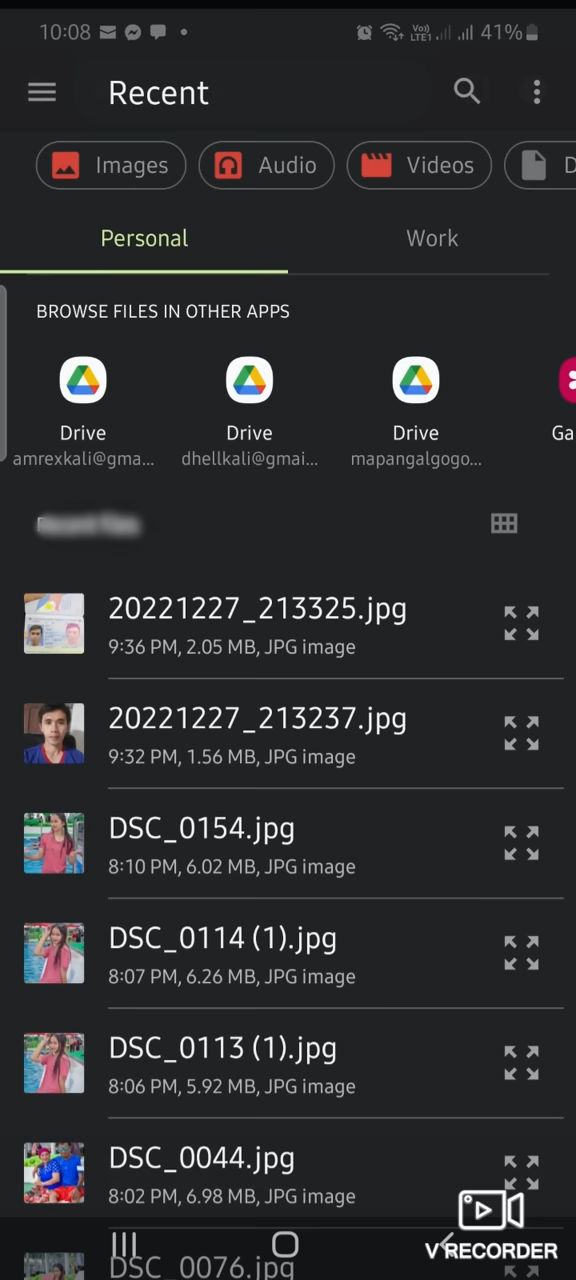 10:08
Vo))
LTE1
41%
Recent
Images
Audio
Videos
D
Personal
Work
BROWSE FILES IN OTHER APPS
Drive
Drive
Drive
Ga
amrexkali@gma...
dhellkali@gmai...
mapangalgogo...
20221227_213325.jpg
9:36 PM, 2.05 MB, JPG image
20221227_213237.jpg
9:32 PM, 1.56 MB, JPG image
DSC_0154.jpg
8:10 PM, 6.02 MB, JPG image
DSC_0114 (1).jpg
8:07 PM, 6.26 MB, JPG image
DSC_0113 (1).jpg
8:06 PM, 5.92 MB, JPG image
DSC_0044.jpg
8:02 PM, 6.98 MB, JPG image
V RECORDER
DSC_0076.jpg